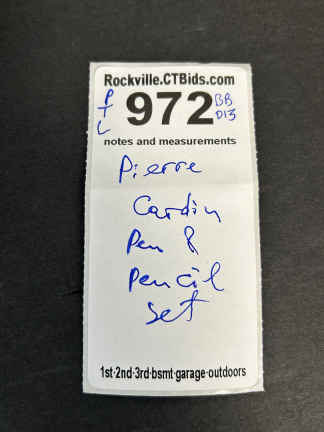 Rockville.CTBids.com
PTL 972 BB D13
notes and measurements
Pierre
Cardin
Pen &
Pencil
set
1st·2nd·3rd·bsmt·garage·outdoors